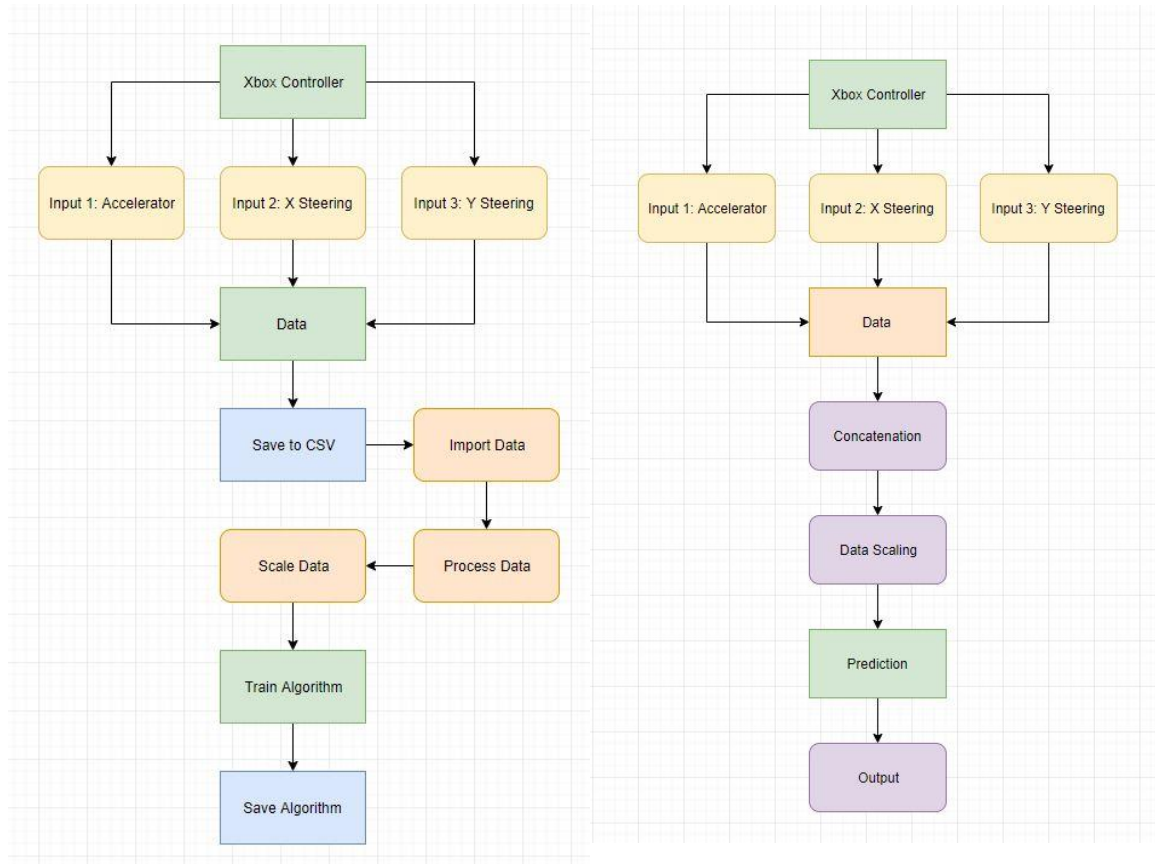 Xbox Controller
Input 1: Accelerator
Input 2: X Steering
Input 3: Y Steering
Data
Save to CSV
Import Data
Scale Data
Process Data
Train Algorithm
Save Algorithm
Xbox Controller
Input 1: Accelerator
Input 2: X Steering
Input 3: Y Steering
Data
Concatenation
Data Scaling
Prediction
Output